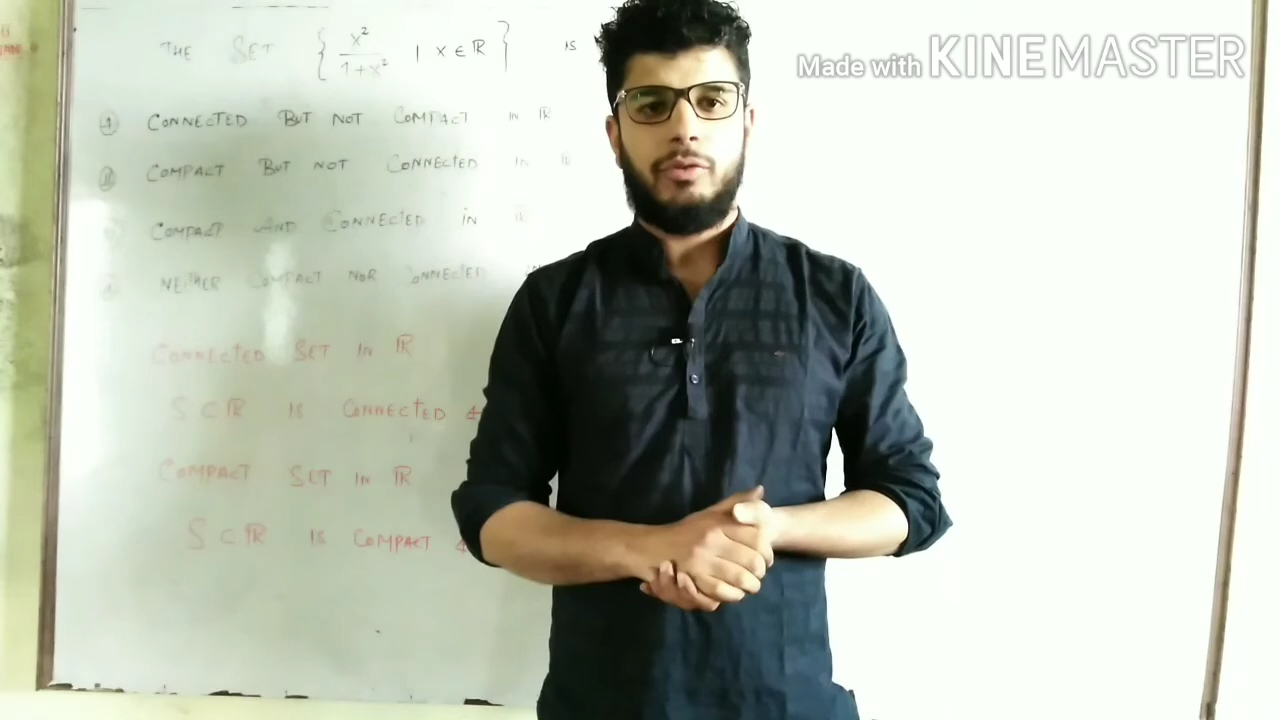 THE SET { x² / 1+x² | x ∈ ℝ } IS
CONNECTED BUT NOT COMPACT IN ℝ
COMPACT BUT NOT CONNECTED IN ℝ
COMPACT AND CONNECTED IN ℝ
NEITHER COMPACT NOR CONNECTED IN
CONNECTED SET IN ℝ
S ⊂ ℝ IS CONNECTED
COMPACT SET IN ℝ
S ⊂ ℝ IS COMPACT
Made with KINEMASTER